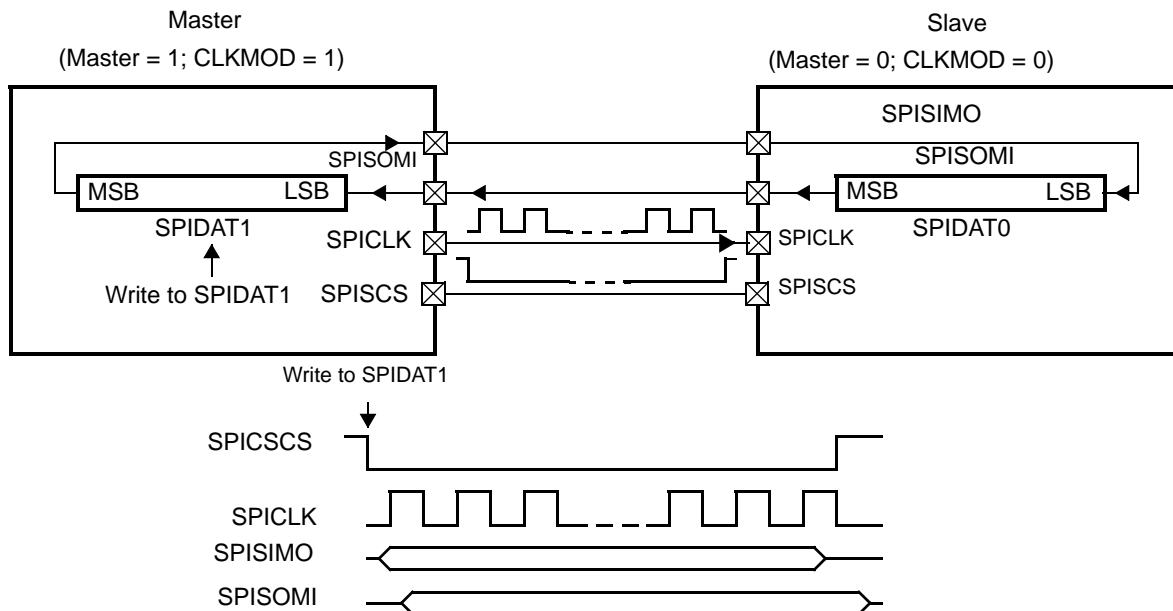 Master
(Master = 1; CLKMOD = 1)
Slave
(Master = 0; CLKMOD = 0)
SPISIMO
SPISOMI
SPISOMI
MSB LSB
MSB LSB
SPIDAT1
SPIDAT0
SPICLK
SPICLK
Write to SPIDAT1
SPISCS
SPISCS
Write to SPIDAT1
SPICSCS
SPICLK
SPISIMO
SPISOMI